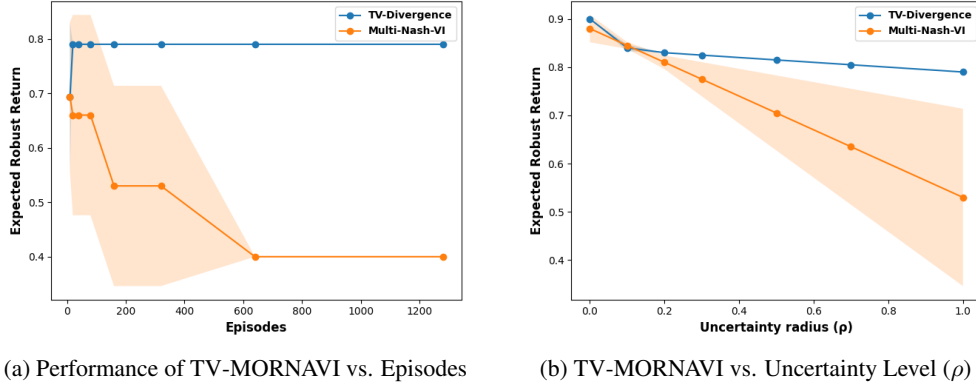 TV-Divergence
Multi-Nash-VI
Expected Robust Return
0.8
0.7
0.6
0.5
0.4
0
200
400
600
800
1000
1200
Episodes
(a) Performance of TV-MORNAVI vs. Episodes
TV-Divergence
Multi-Nash-VI
Expected Robust Return
0.9
0.8
0.7
0.6
0.5
0.4
0.0
0.2
0.4
0.6
0.8
1.0
Uncertainty radius (ρ)
(b) TV-MORNAVI vs. Uncertainty Level (ρ)